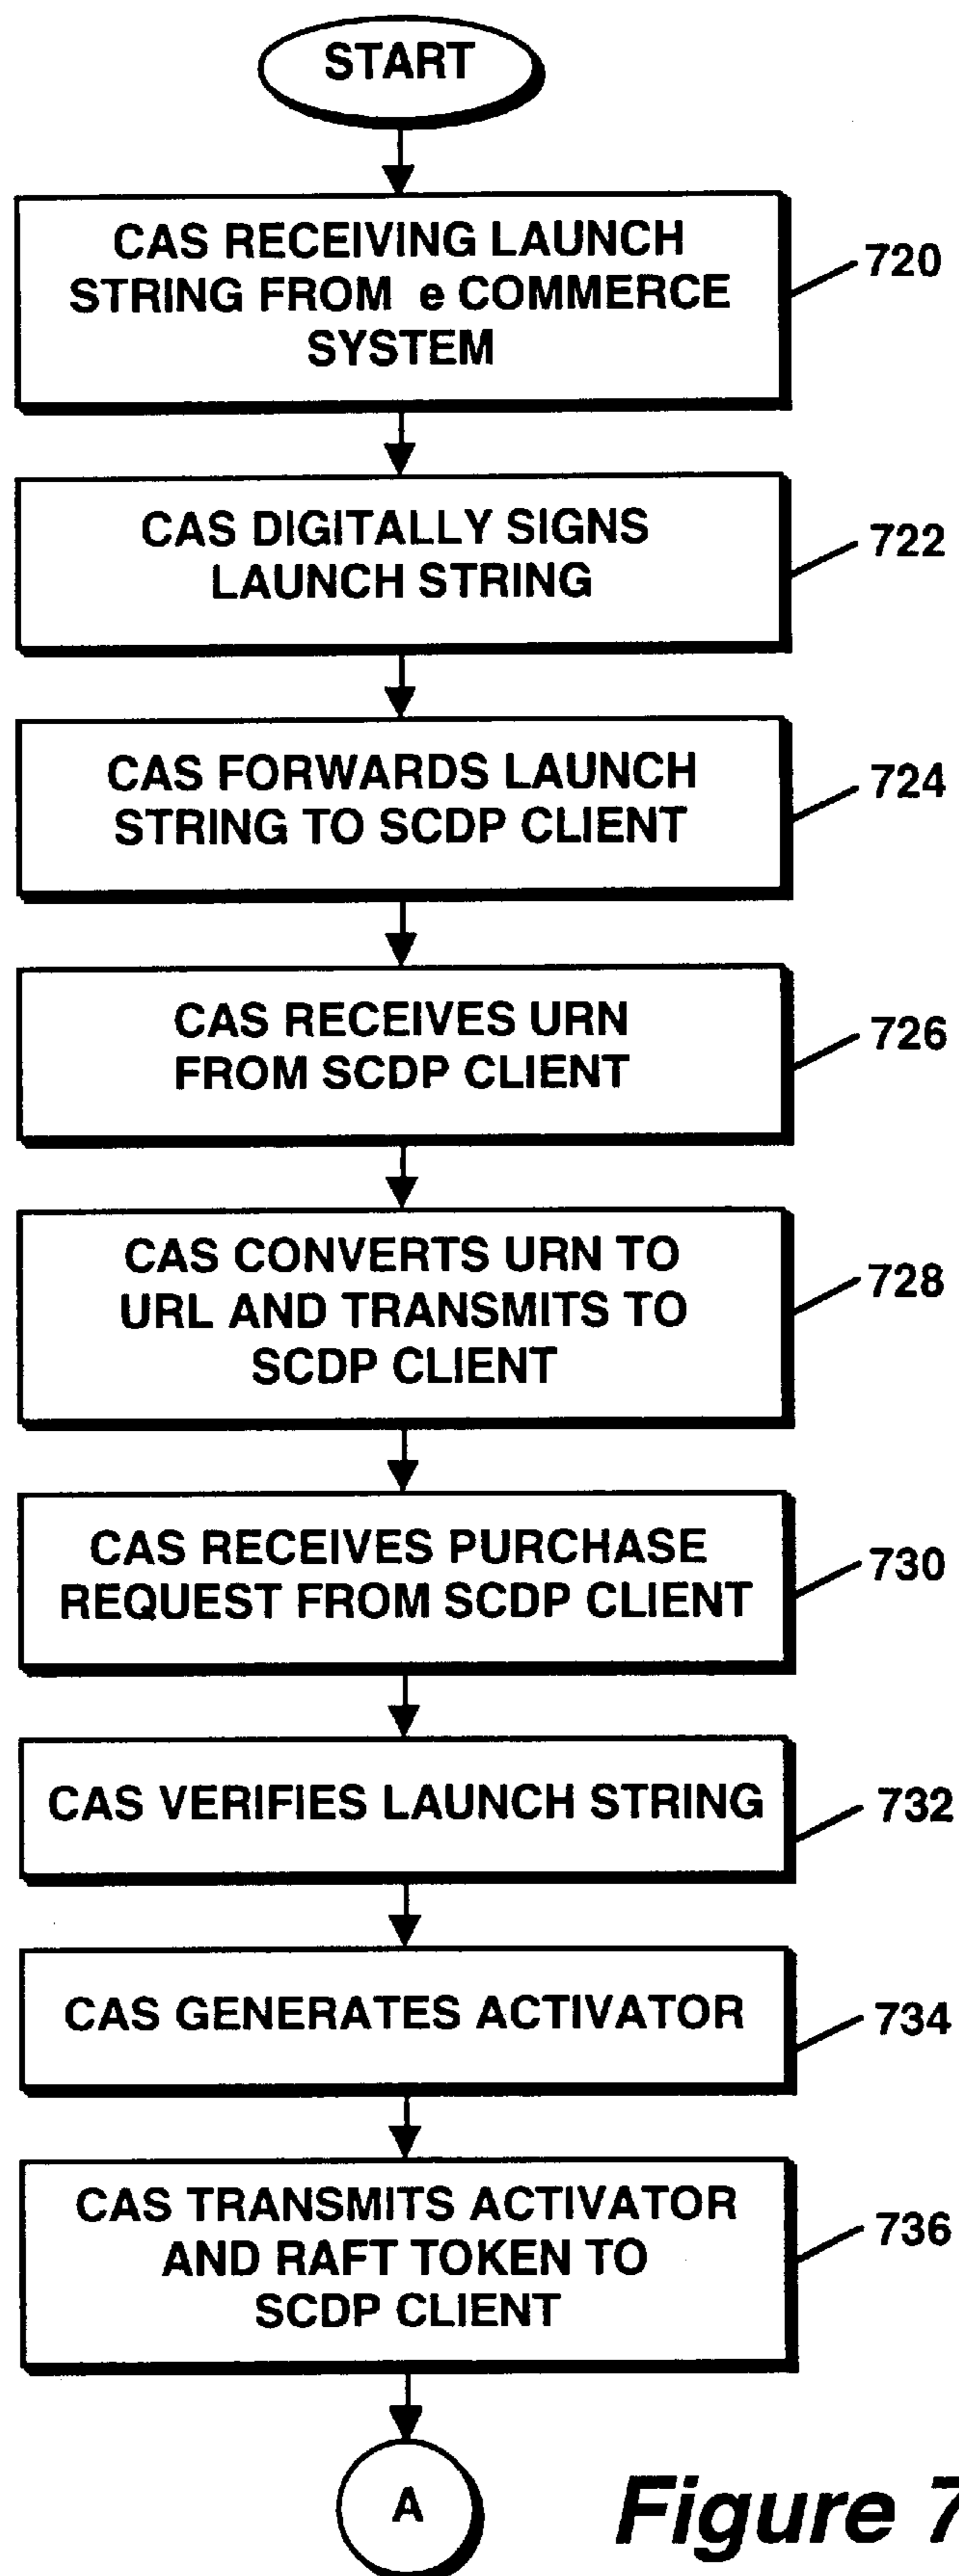 START
CAS RECEIVING LAUNCH
STRING FROM e COMMERCE
SYSTEM
720
CAS DIGITALLY SIGNS
LAUNCH STRING
722
CAS FORWARDS LAUNCH
STRING TO SCDP CLIENT
724
CAS RECEIVES URN
FROM SCDP CLIENT
726
CAS CONVERTS URN TO
URL AND TRANSMITS TO
SCDP CLIENT
728
CAS RECEIVES PURCHASE
REQUEST FROM SCDP CLIENT
730
CAS VERIFIES LAUNCH STRING
732
CAS GENERATES ACTIVATOR
734
CAS TRANSMITS ACTIVATOR
AND RAFT TOKEN TO
SCDP CLIENT
736
A
Figure 7